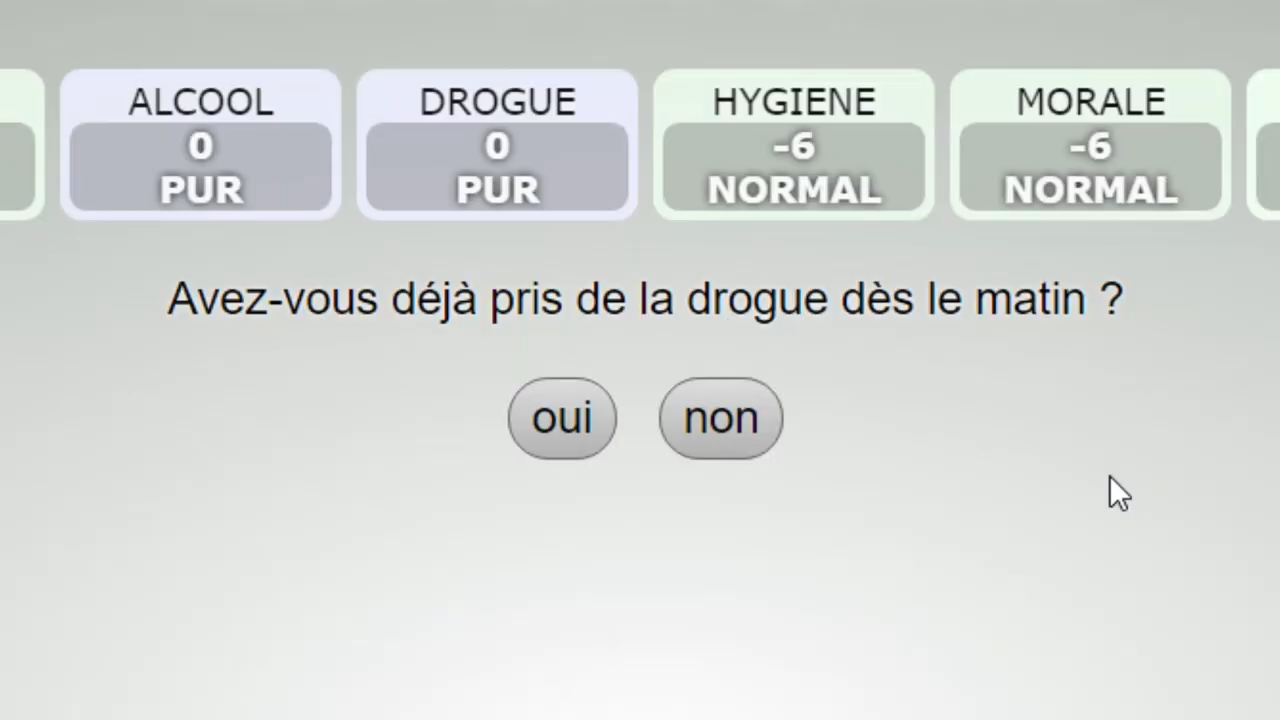 ALCOOL
0
PUR
DROGUE
0
PUR
HYGIENE
-6
NORMAL
MORALE
-6
NORMAL
Avez-vous déjà pris de la drogue dès le matin ?
oui
non